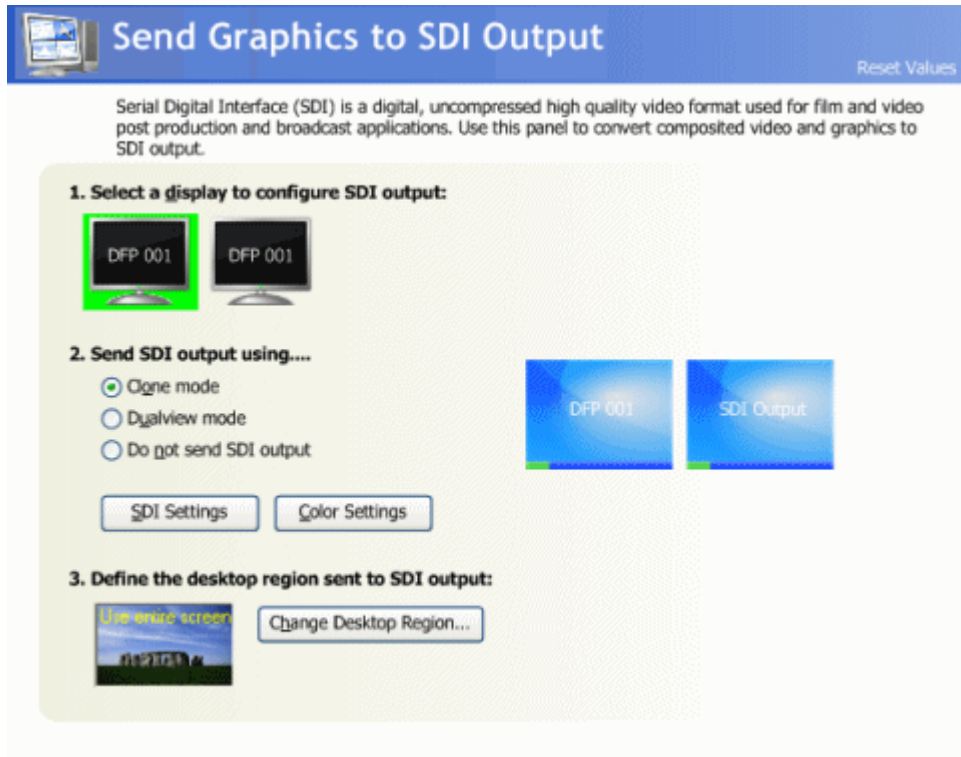 Send Graphics to SDI Output
Reset Values
Serial Digital Interface (SDI) is a digital, uncompressed high quality video format used for film and video
post production and broadcast applications. Use this panel to convert composited video and graphics to
SDI output.
1. Select a display to configure SDI output:
DFP 001
DFP 001
2. Send SDI output using....
Clone mode
Dualview mode
Do not send SDI output
DFP 001
SDI Output
SDI Settings
Color Settings
3. Define the desktop region sent to SDI output:
Use entire screen
Change Desktop Region...